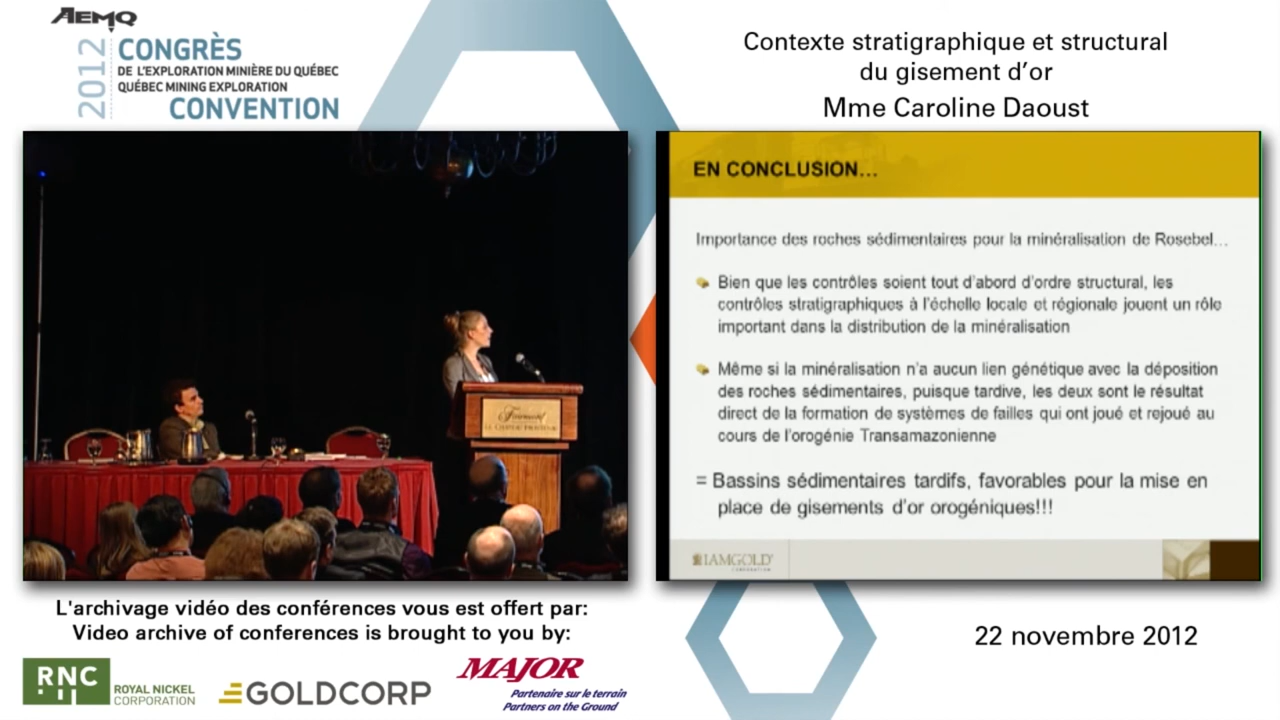 AEMQ
2012
CONGRÈS
DE L'EXPLORATION MINIÈRE DU QUÉBEC
QUÉBEC MINING EXPLORATION
CONVENTION
Contexte stratigraphique et structural
du gisement d'or
Mme Caroline Daoust
Fairmont
LE CHÂTEAU FRONTENAC
EN CONCLUSION...
Importance des roches sédimentaires pour la minéralisation de Rosebel...
Bien que les contrôles soient tout d'abord d'ordre structural, les
contrôles stratigraphiques à l'échelle locale et régionale jouent un rôle
important dans la distribution de la minéralisation
Même si la minéralisation n'a aucun lien génétique avec la déposition
des roches sédimentaires, puisque tardive, les deux sont le résultat
direct de la formation de systèmes de failles qui ont joué et rejoué au
cours de l'orogénie Transamazonienne
= Bassins sédimentaires tardifs, favorables pour la mise en
place de gisements d'or orogéniques!!!
IAMGOLD
CORPORATION
L'archivage vidéo des conférences vous est offert par:
Video archive of conferences is brought to you by:
RNC
ROYAL NICKEL
CORPORATION
GOLDCORP
MAJOR
Partenaire sur le terrain
Partners on the Ground
22 novembre 2012